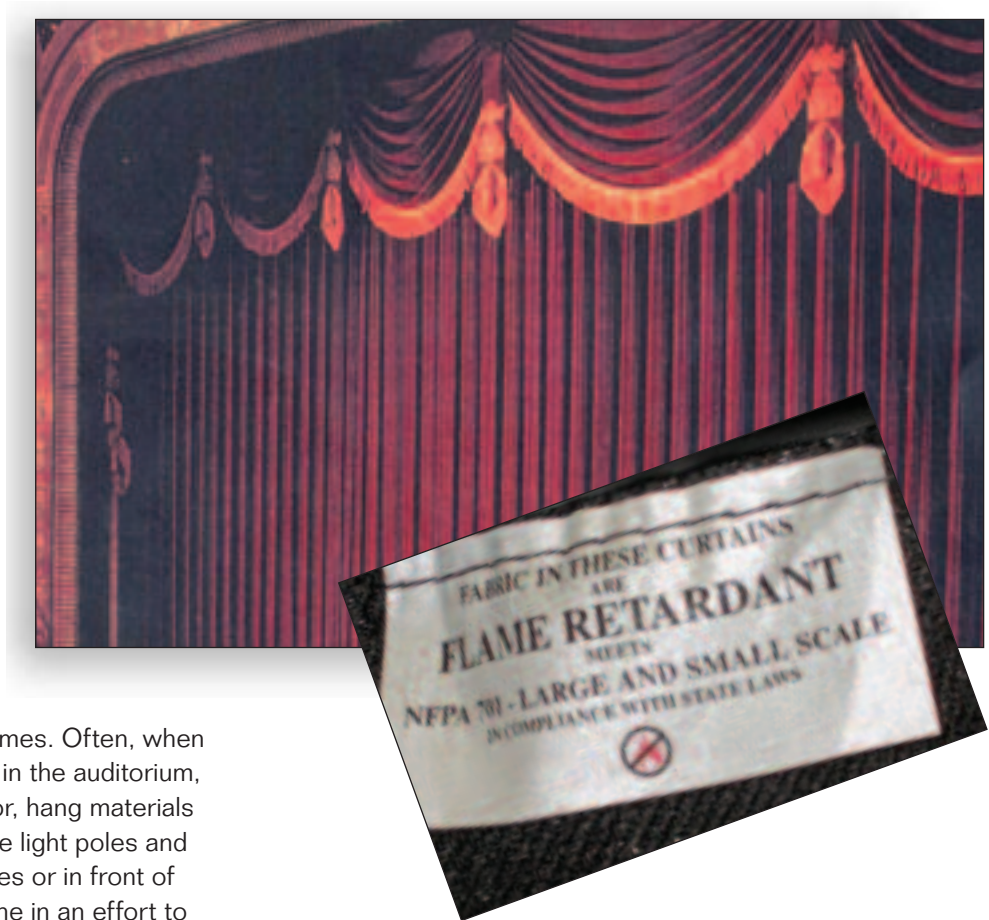 FABRIC IN THESE CURTAINS
ARE
FLAME RETARDANT
MEETS
NFPA 701 - LARGE AND SMALL SCALE
IN COMPLIANCE WITH STATE LAWS
mes. Often, when
in the auditorium,
or, hang materials
e light poles and
es or in front of
ne in an effort to